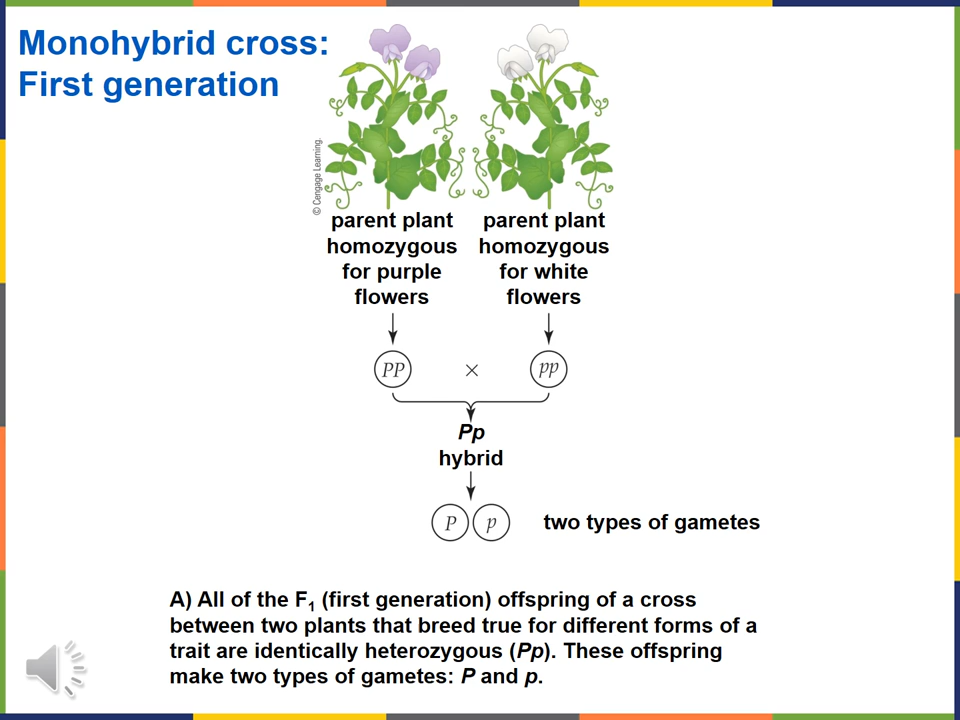 Monohybrid cross:
First generation
© Cengage Learning.
parent plant
homozygous
for purple
flowers
parent plant
homozygous
for white
flowers
PP × pp
Pp
hybrid
P p two types of gametes
A) All of the F₁ (first generation) offspring of a cross
between two plants that breed true for different forms of a
trait are identically heterozygous (Pp). These offspring
make two types of gametes: P and p.